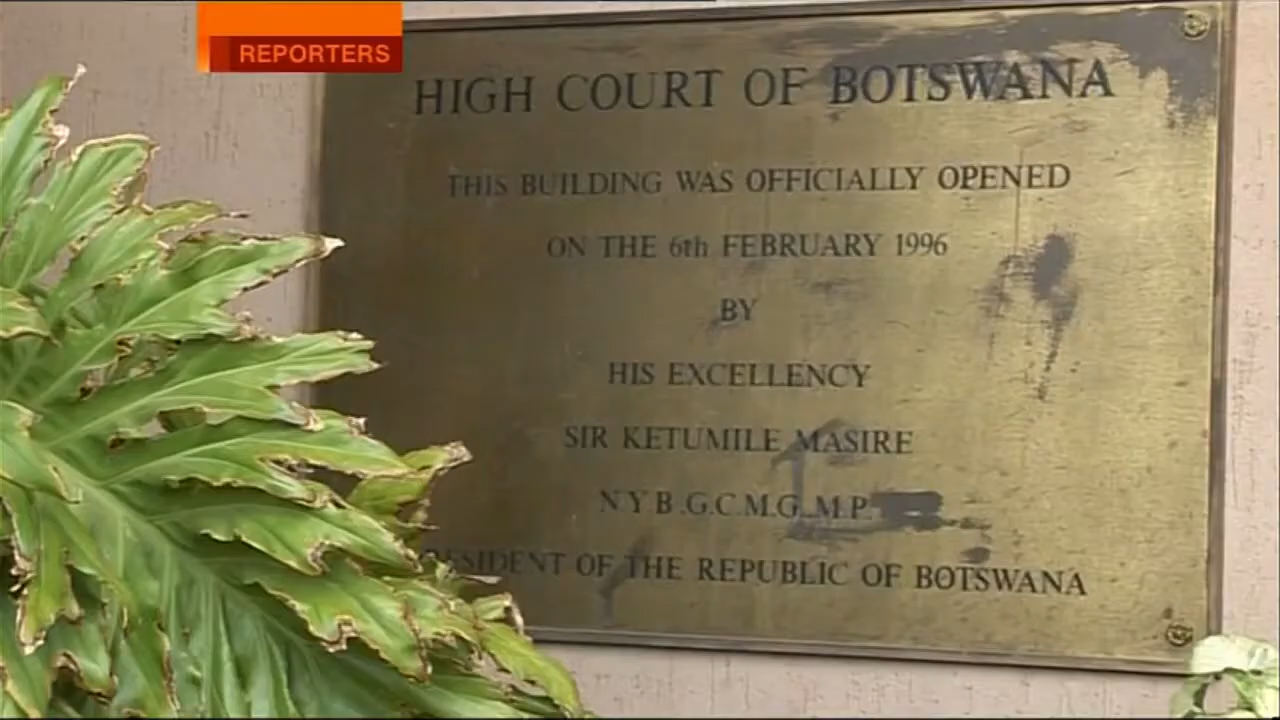 REPORTERS
HIGH COURT OF BOTSWANA
THIS BUILDING WAS OFFICIALLY OPENED
ON THE 6th FEBRUARY 1996
BY
HIS EXCELLENCY
SIR KETUMILE MASIRE
N.Y.B.G.C.M.G.M.P.
ESIDENT OF THE REPUBLIC OF BOTSWANA